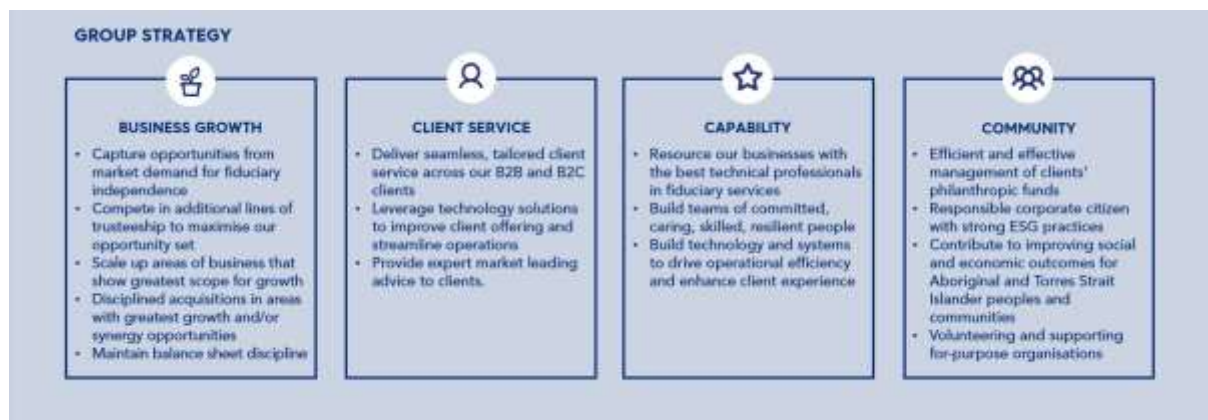 GROUP STRATEGY
BUSINESS GROWTH
• Capture opportunities from
market demand for fiduciary
independence
• Compete in additional lines of
trusteeship to maximise our
opportunity set
• Scale up areas of business that
show greatest scope for growth
• Disciplined acquisitions in areas
with greatest growth and/or
synergy opportunities
• Maintain balance sheet discipline
CLIENT SERVICE
• Deliver seamless, tailored client
service across our B2B and B2C
clients
• Leverage technology solutions
to improve client offering and
streamline operations
• Provide expert market leading
advice to clients.
CAPABILITY
• Resource our businesses with
the best technical professionals
in fiduciary services
• Build teams of committed,
caring, skilled, resilient people
• Build technology and systems
to drive operational efficiency
and enhance client experience
COMMUNITY
• Efficient and effective
management of clients'
philanthropic funds
• Responsible corporate citizen
with strong ESG practices
• Contribute to improving social
and economic outcomes for
Aboriginal and Torres Strait
Islander peoples and
communities
• Volunteering and supporting
for-purpose organisations